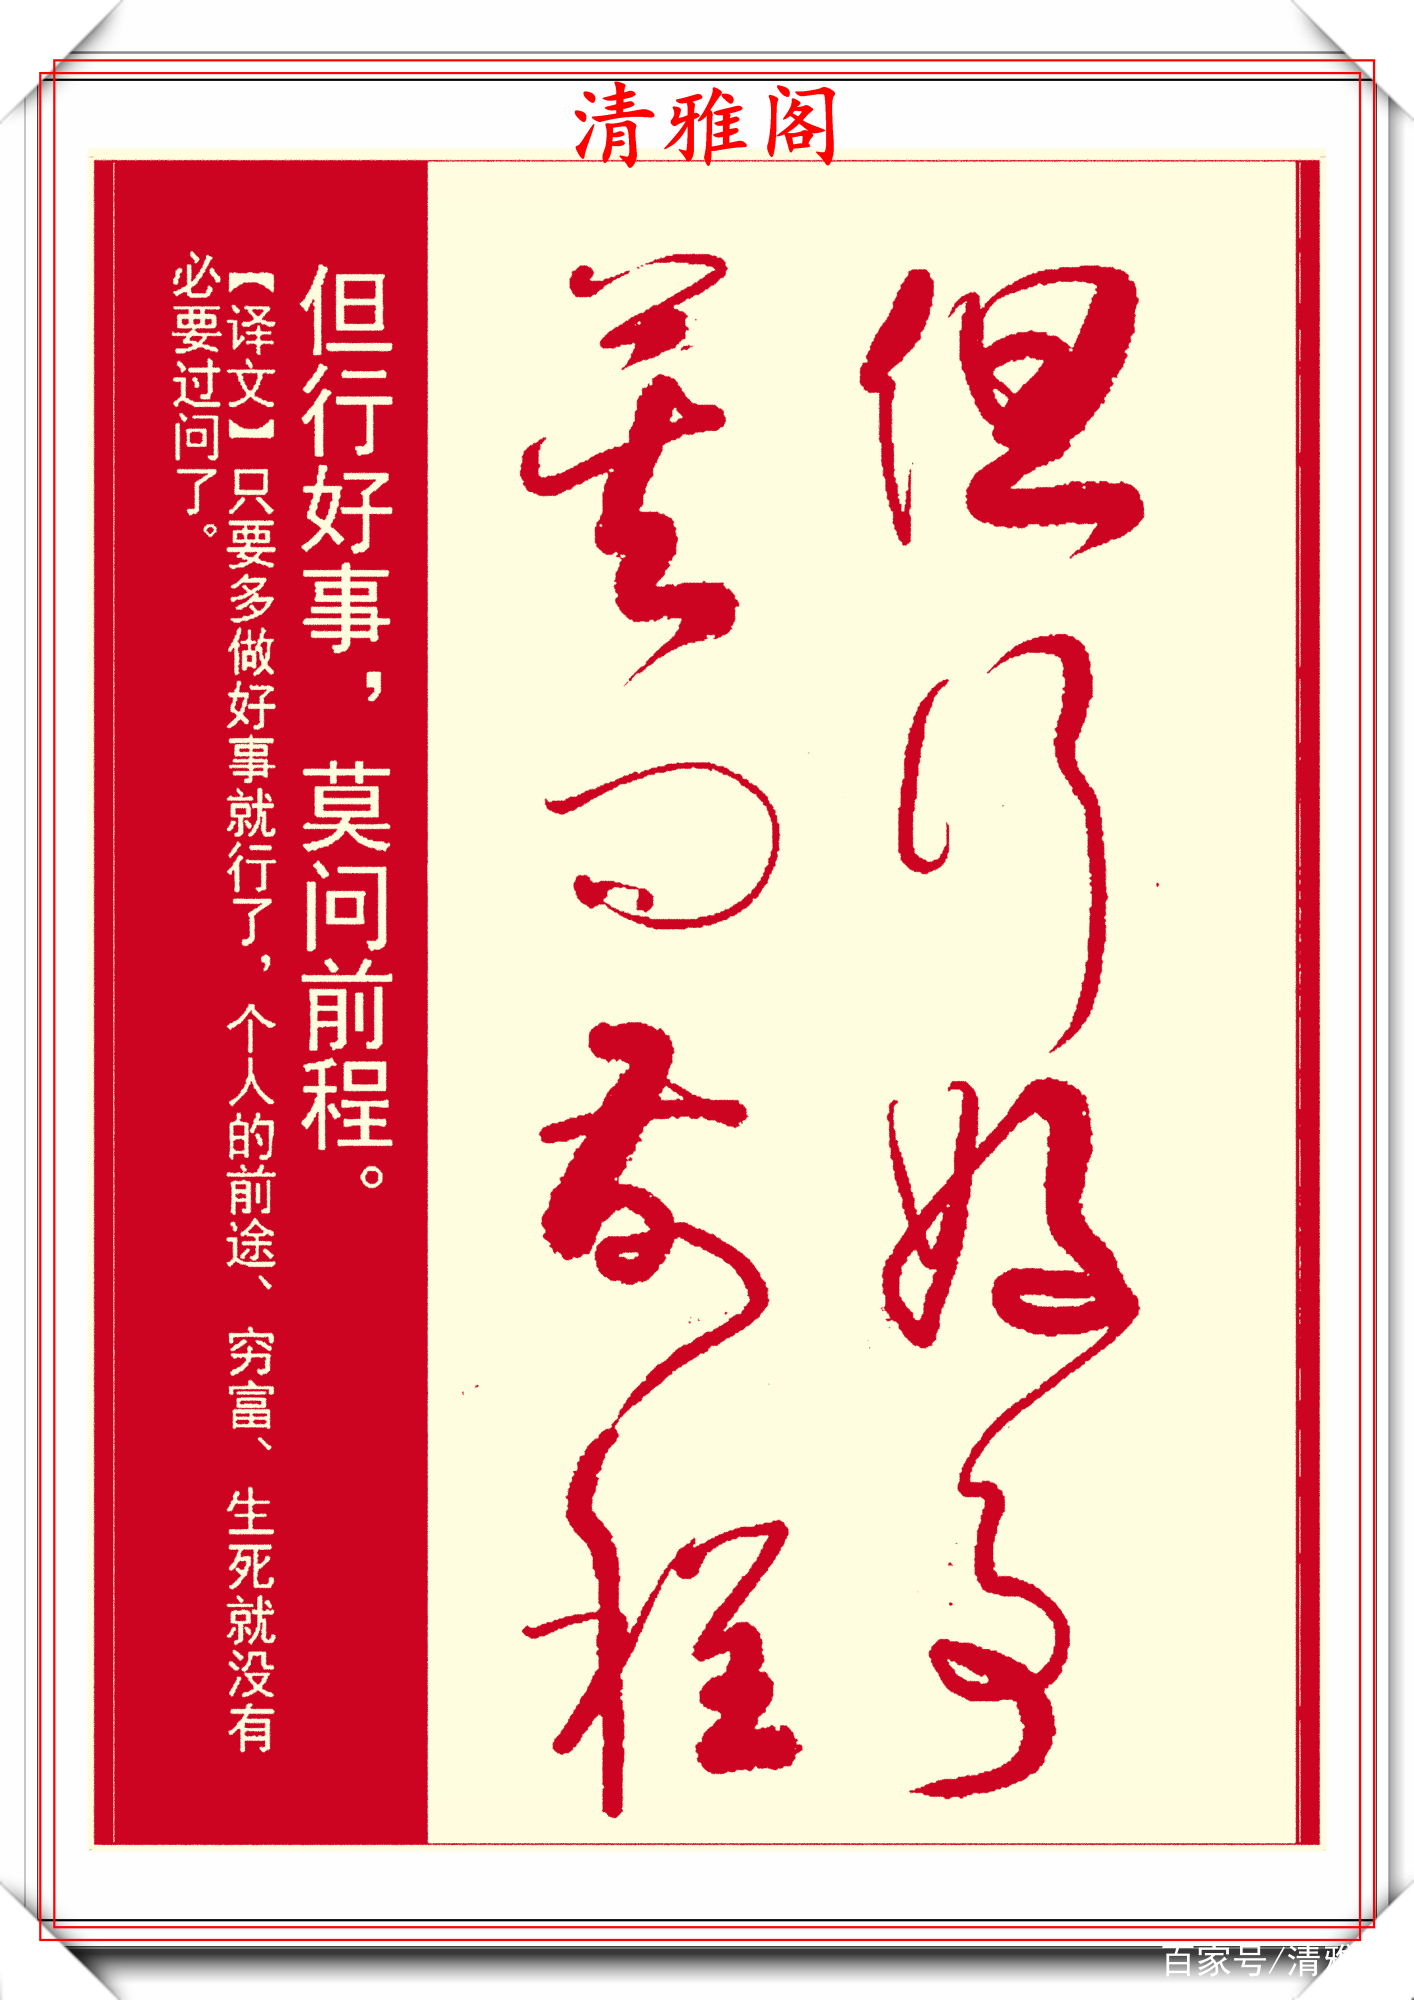 清雅阁
但行好事
莫问前程
但行好事，莫问前程。
【译文】只要多做好事就行了，个人的前途、穷富、生死就没有
必要过问了。
百家号/清雅